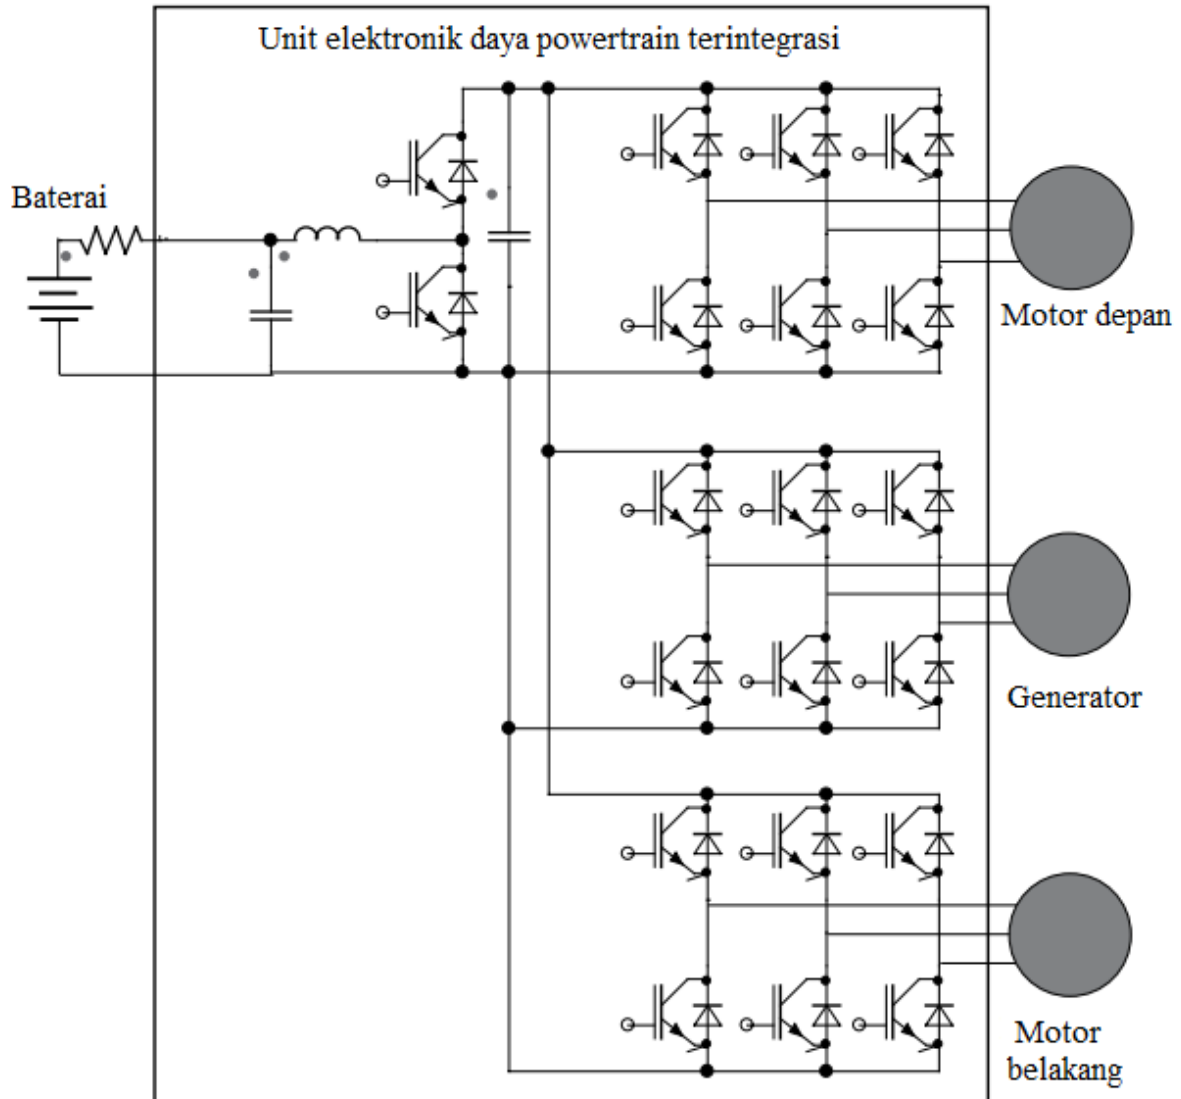 Unit elektronik daya powertrain terintegrasi
Baterai
Motor depan
Generator
Motor
belakang